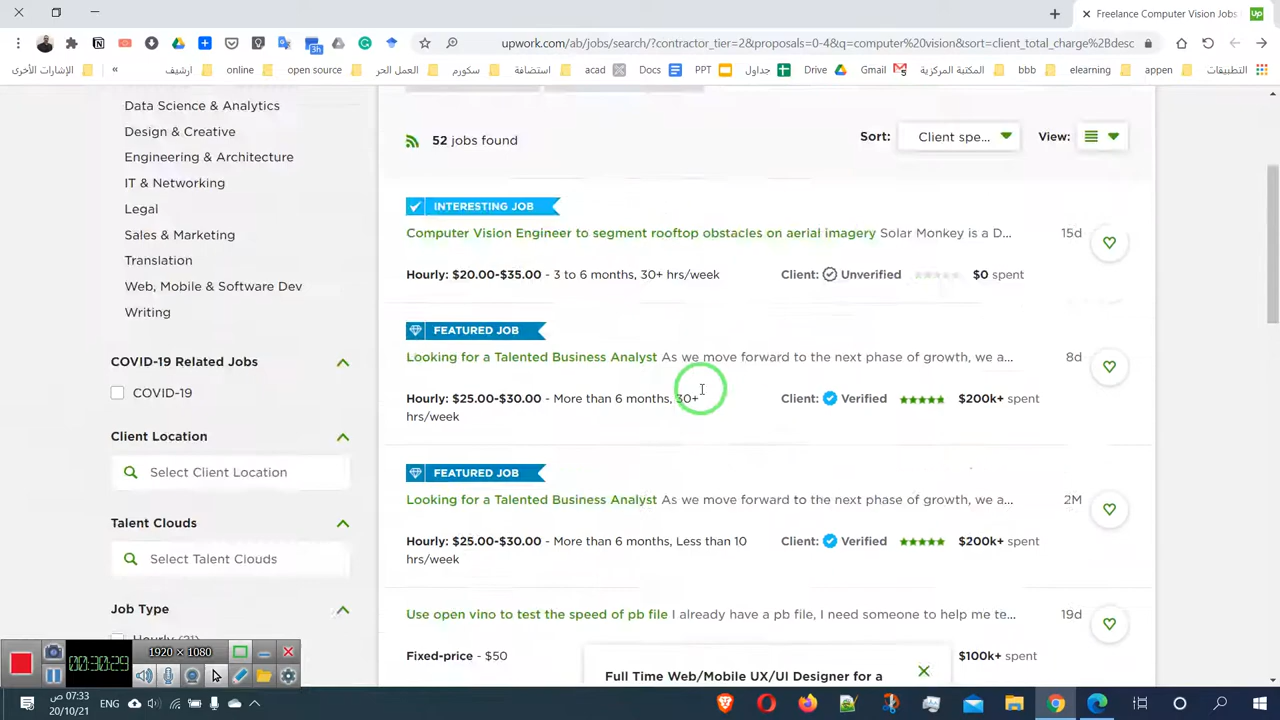 Freelance Computer Vision Jobs
upwork.com/ab/jobs/search/?contractor_tier=2&proposals=0-4&q=computer%20vision&sort=client_total_charge%2Bdesc
3h
الإشارات الأخرى
«
ارشيف
online
open source
العمل الحر
سكورم
استضافة
acad
Docs
PPT
جداول
Drive
Gmail
المكتبة المركزية
bbb
elearning
appen
التطبيقات
Data Science & Analytics
Design & Creative
Engineering & Architecture
IT & Networking
Legal
Sales & Marketing
Translation
Web, Mobile & Software Dev
Writing
COVID-19 Related Jobs
COVID-19
Client Location
Select Client Location
Talent Clouds
Select Talent Clouds
Job Type
52 jobs found
Sort: Client spe...
View:
INTERESTING JOB
Computer Vision Engineer to segment rooftop obstacles on aerial imagery Solar Monkey is a D... 15d
Hourly: $20.00-$35.00 - 3 to 6 months, 30+ hrs/week Client: Unverified $0 spent
FEATURED JOB
Looking for a Talented Business Analyst As we move forward to the next phase of growth, we a... 8d
Hourly: $25.00-$30.00 - More than 6 months, 30+ Client: Verified $200k+ spent
hrs/week
FEATURED JOB
Looking for a Talented Business Analyst As we move forward to the next phase of growth, we a... 2M
Hourly: $25.00-$30.00 - More than 6 months, Less than 10 Client: Verified $200k+ spent
hrs/week
Use open vino to test the speed of pb file I already have a pb file, I need someone to help me te... 19d
Fixed-price - $50 $100k+ spent
Full Time Web/Mobile UX/UI Designer for a
1920 × 1080
00:30:29
07:33 ص
20/10/21
ENG